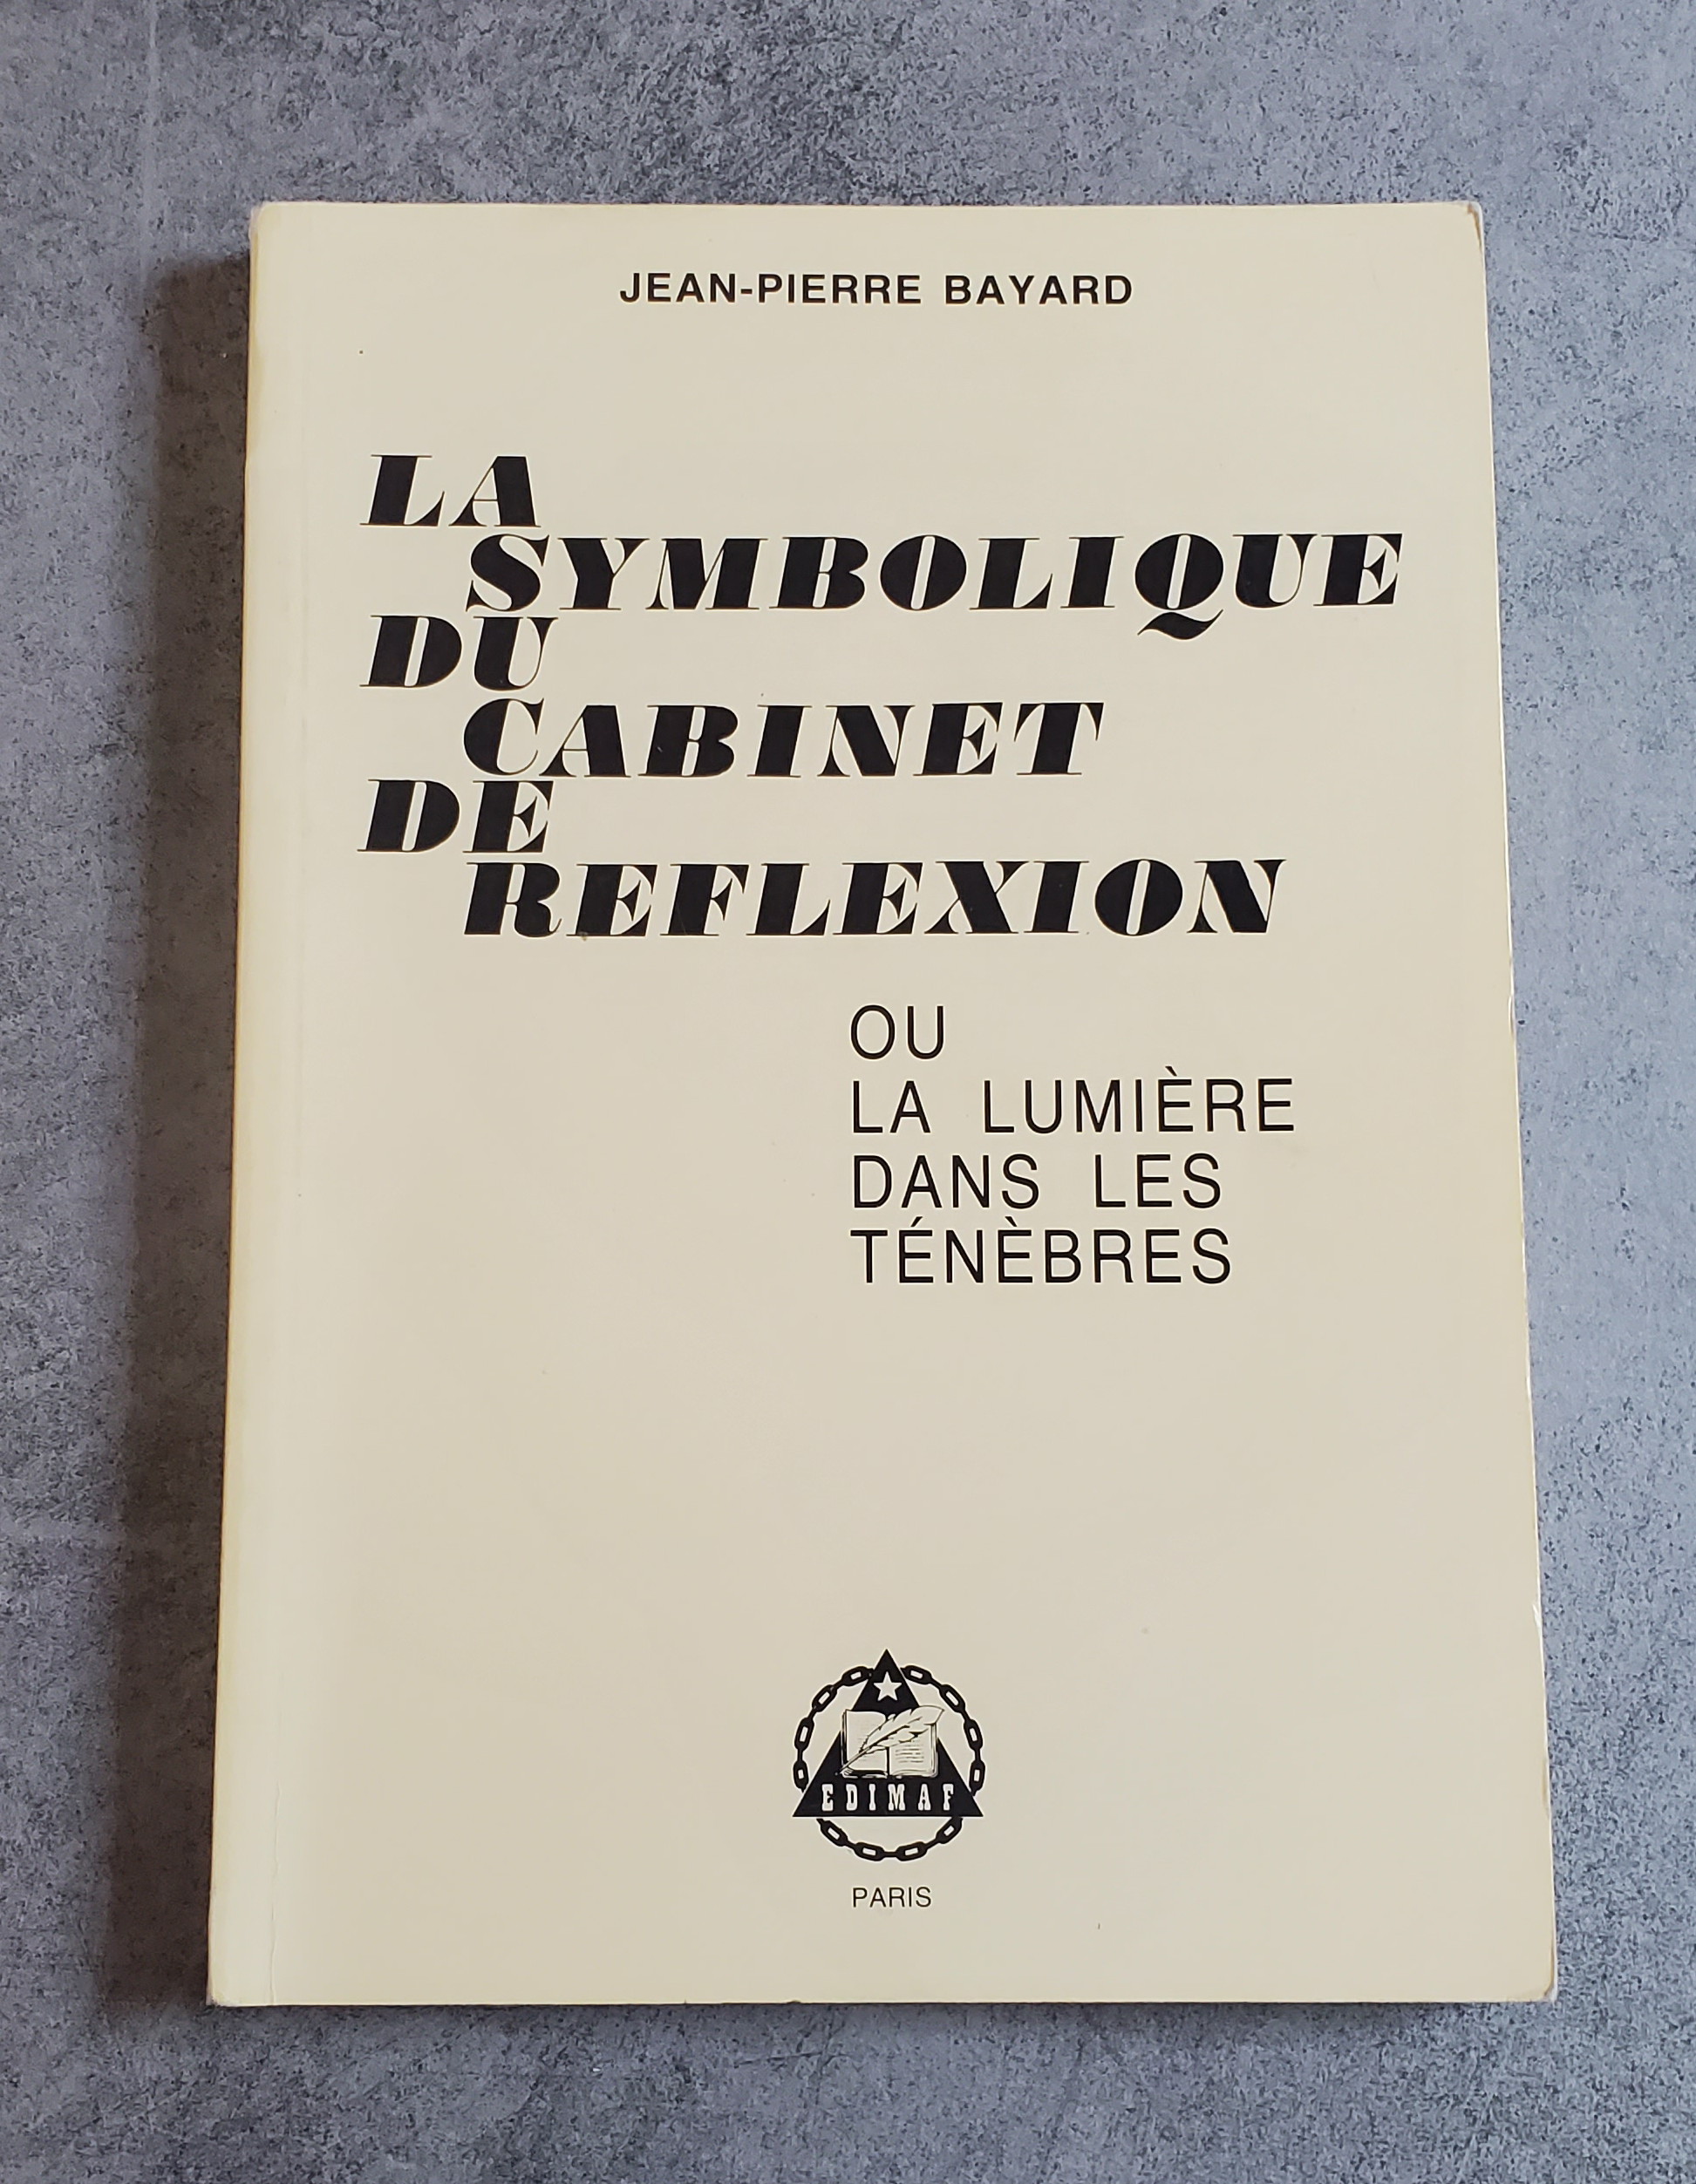 JEAN-PIERRE BAYARD
LA
SYMBOLIQUE
DU
CABINET
DE
REFLEXION
OU
LA LUMIÈRE
DANS LES
TÉNÈBRES
EDIMAF
PARIS